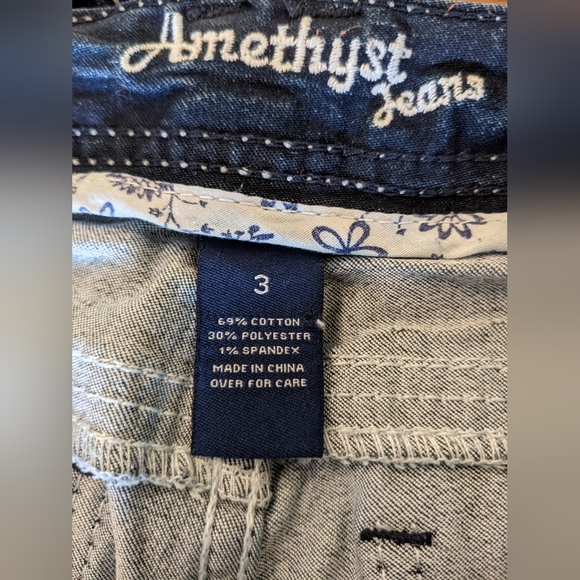 Amethyst
Jeans
3
69% COTTON
30% POLYESTER
1% SPANDEX
MADE IN CHINA
OVER FOR CARE